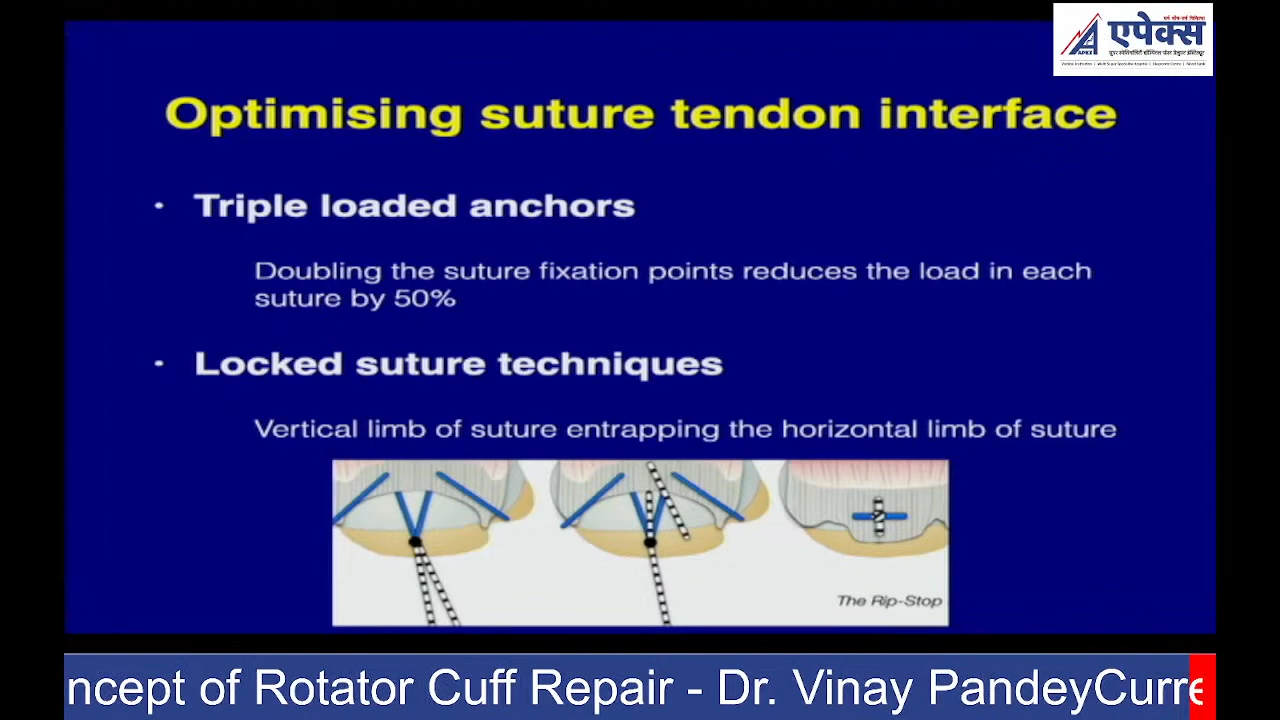 एपेक्स
APEX
Optimising suture tendon interface
• Triple loaded anchors
Doubling the suture fixation points reduces the load in each
suture by 50%
• Locked suture techniques
Vertical limb of suture entrapping the horizontal limb of suture
The Rip-Stop
ncept of Rotator Cuff Repair - Dr. Vinay PandeyCurre